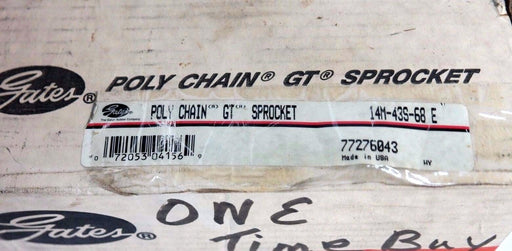 Gates® POLY CHAIN® GT® SPROCKET
Gates POLY CHAIN(R) GT(R) SPROCKET 14M-43S-68 E
77276043
0 72053 04156 9 Made in USA WY
Gates® ONE
Time Buy